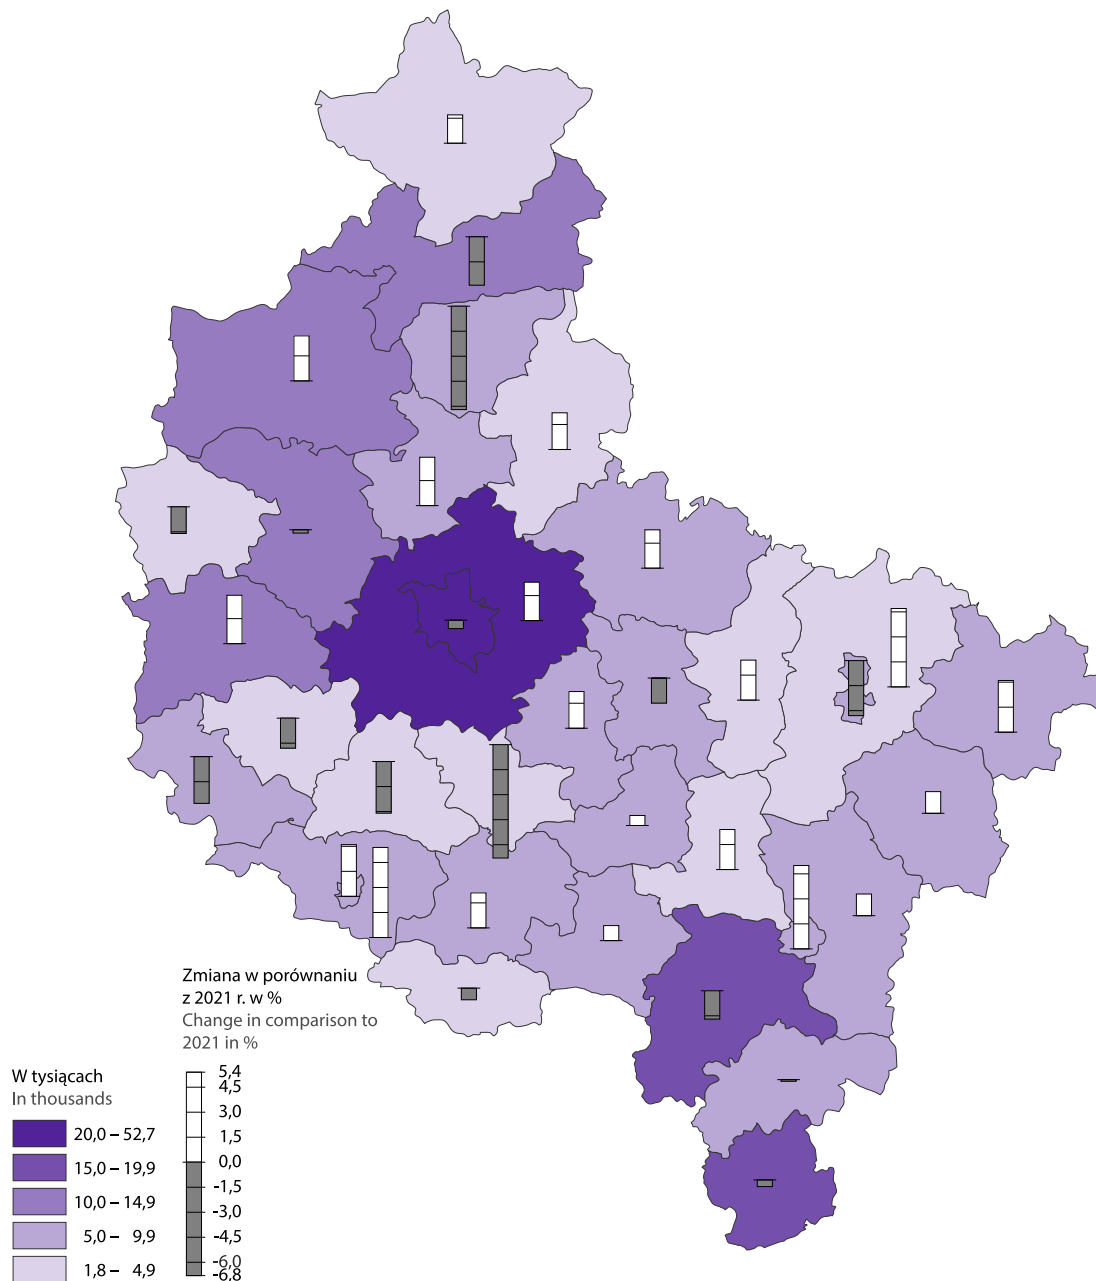 Zmiana w porównaniu
z 2021 r. w %
Change in comparison to
2021 in %
5,4
4,5
3,0
1,5
0,0
-1,5
-3,0
-4,5
-6,0
-6,8
W tysiącach
In thousands
20,0 – 52,7
15,0 – 19,9
10,0 – 14,9
5,0 – 9,9
1,8 – 4,9